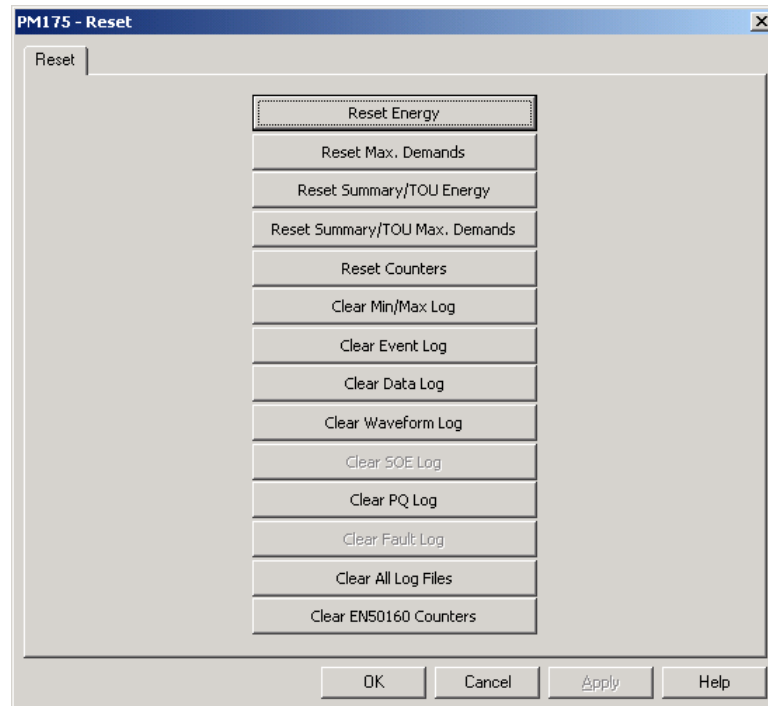 PM175 - Reset
Reset
Reset Energy
Reset Max. Demands
Reset Summary/TOU Energy
Reset Summary/TOU Max. Demands
Reset Counters
Clear Min/Max Log
Clear Event Log
Clear Data Log
Clear Waveform Log
Clear SOE Log
Clear PQ Log
Clear Fault Log
Clear All Log Files
Clear EN50160 Counters
OK Cancel Apply Help